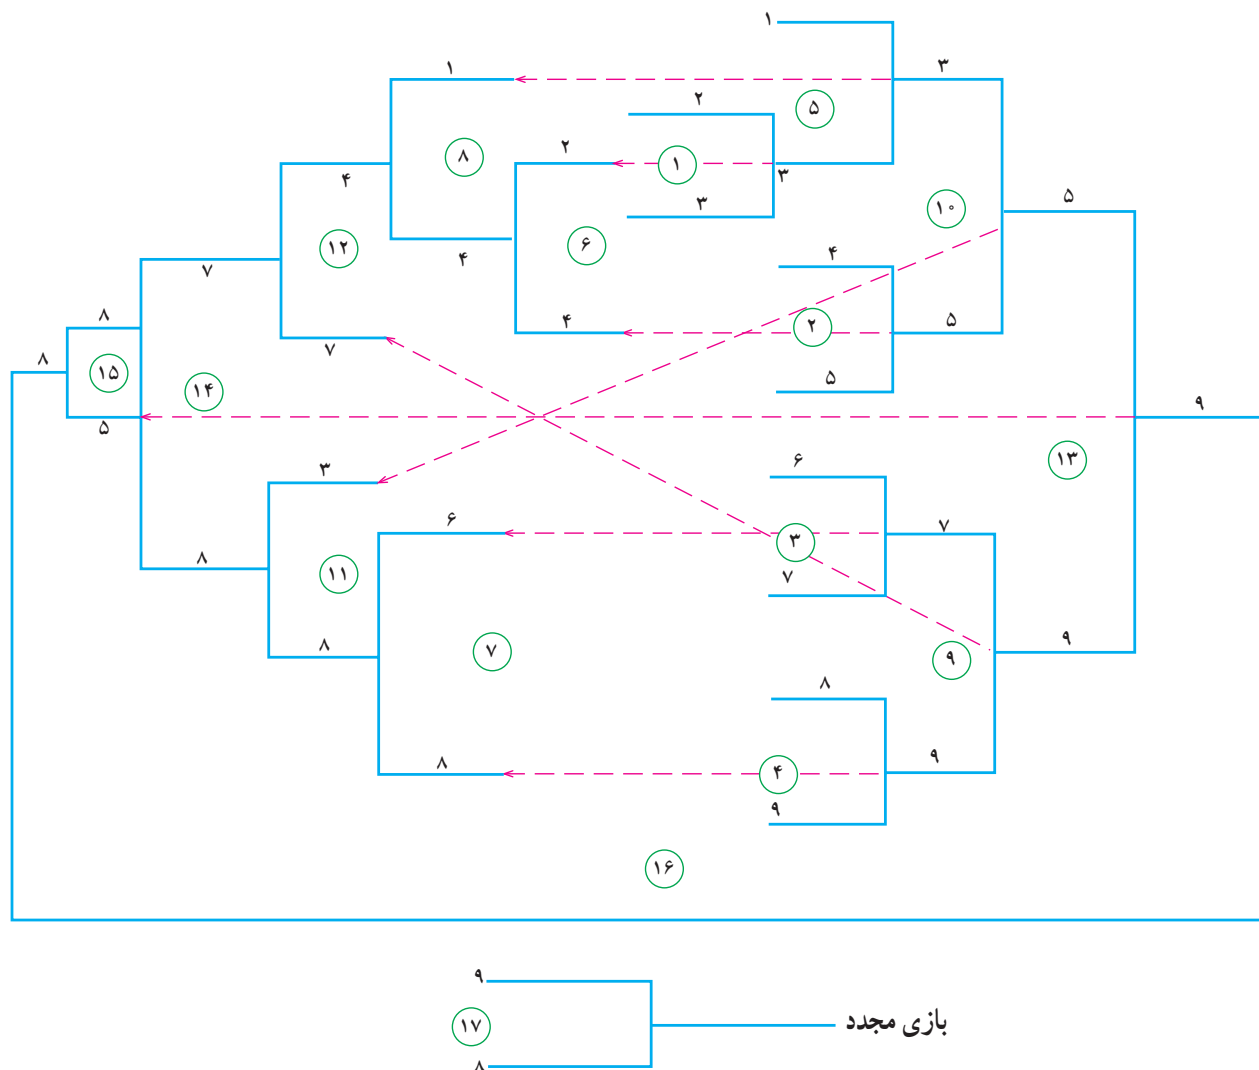 ۱
۱ ۳
۲ ۵
۲ ۸ ۱
۴ ۳
۳ ۵
۱۰
۱۲ ۶ ۴
۴
۷
۸ ۴ ۲ ۵
۷
۸ ۱۵ ۵
۱۴ ۹
۵
۳ ۶ ۱۳
۶ ۷
۳
۸ ۱۱ ۷
۸ ۷ ۹ ۹
۸
۸ ۴ ۹
۹
۱۶
۹
۱۷ بازی مجدد
۸